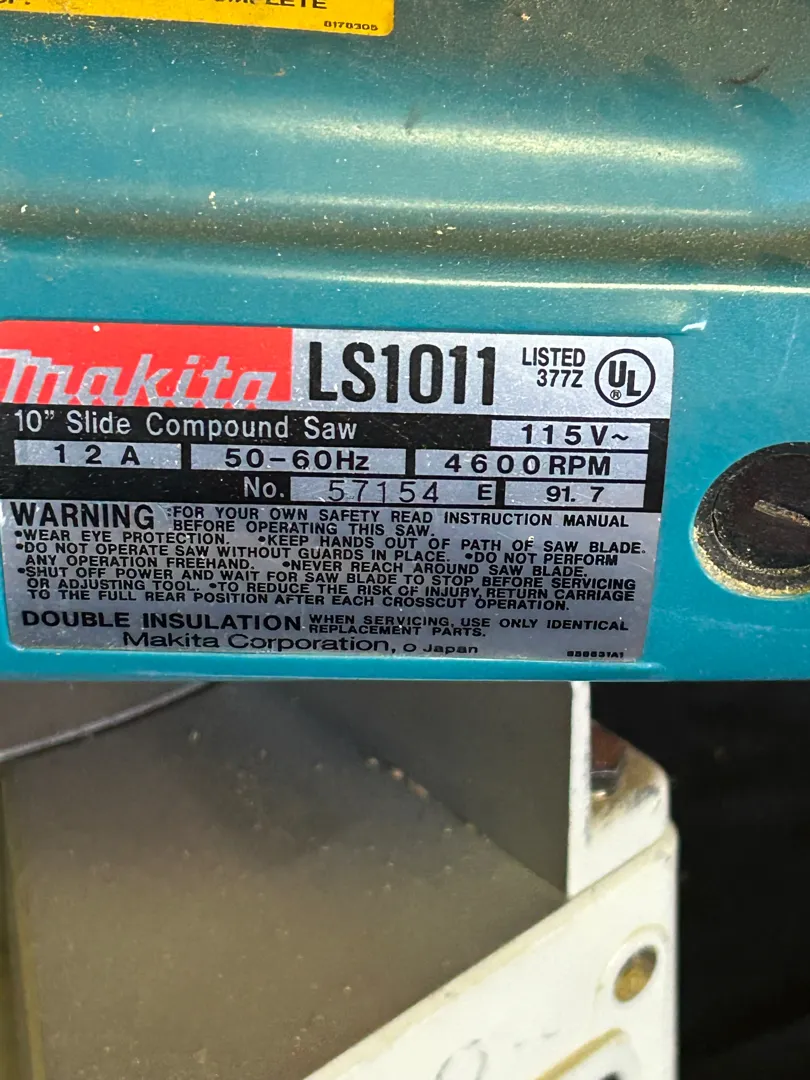 COMPLETE
8178305
makita LS1011 LISTED 377Z UL ®
10" Slide Compound Saw 115V~
12A 50-60Hz 4600RPM
No. 57154 E 91.7
WARNING :FOR YOUR OWN SAFETY READ INSTRUCTION MANUAL
BEFORE OPERATING THIS SAW.
•WEAR EYE PROTECTION. •KEEP HANDS OUT OF PATH OF SAW BLADE.
•DO NOT OPERATE SAW WITHOUT GUARDS IN PLACE. •DO NOT PERFORM
ANY OPERATION FREEHAND. •NEVER REACH AROUND SAW BLADE.
•SHUT OFF POWER AND WAIT FOR SAW BLADE TO STOP BEFORE SERVICING
OR ADJUSTING TOOL. •TO REDUCE THE RISK OF INJURY, RETURN CARRIAGE
TO THE FULL REAR POSITION AFTER EACH CROSSCUT OPERATION.
DOUBLE INSULATION WHEN SERVICING, USE ONLY IDENTICAL
REPLACEMENT PARTS.
Makita Corporation, O Japan